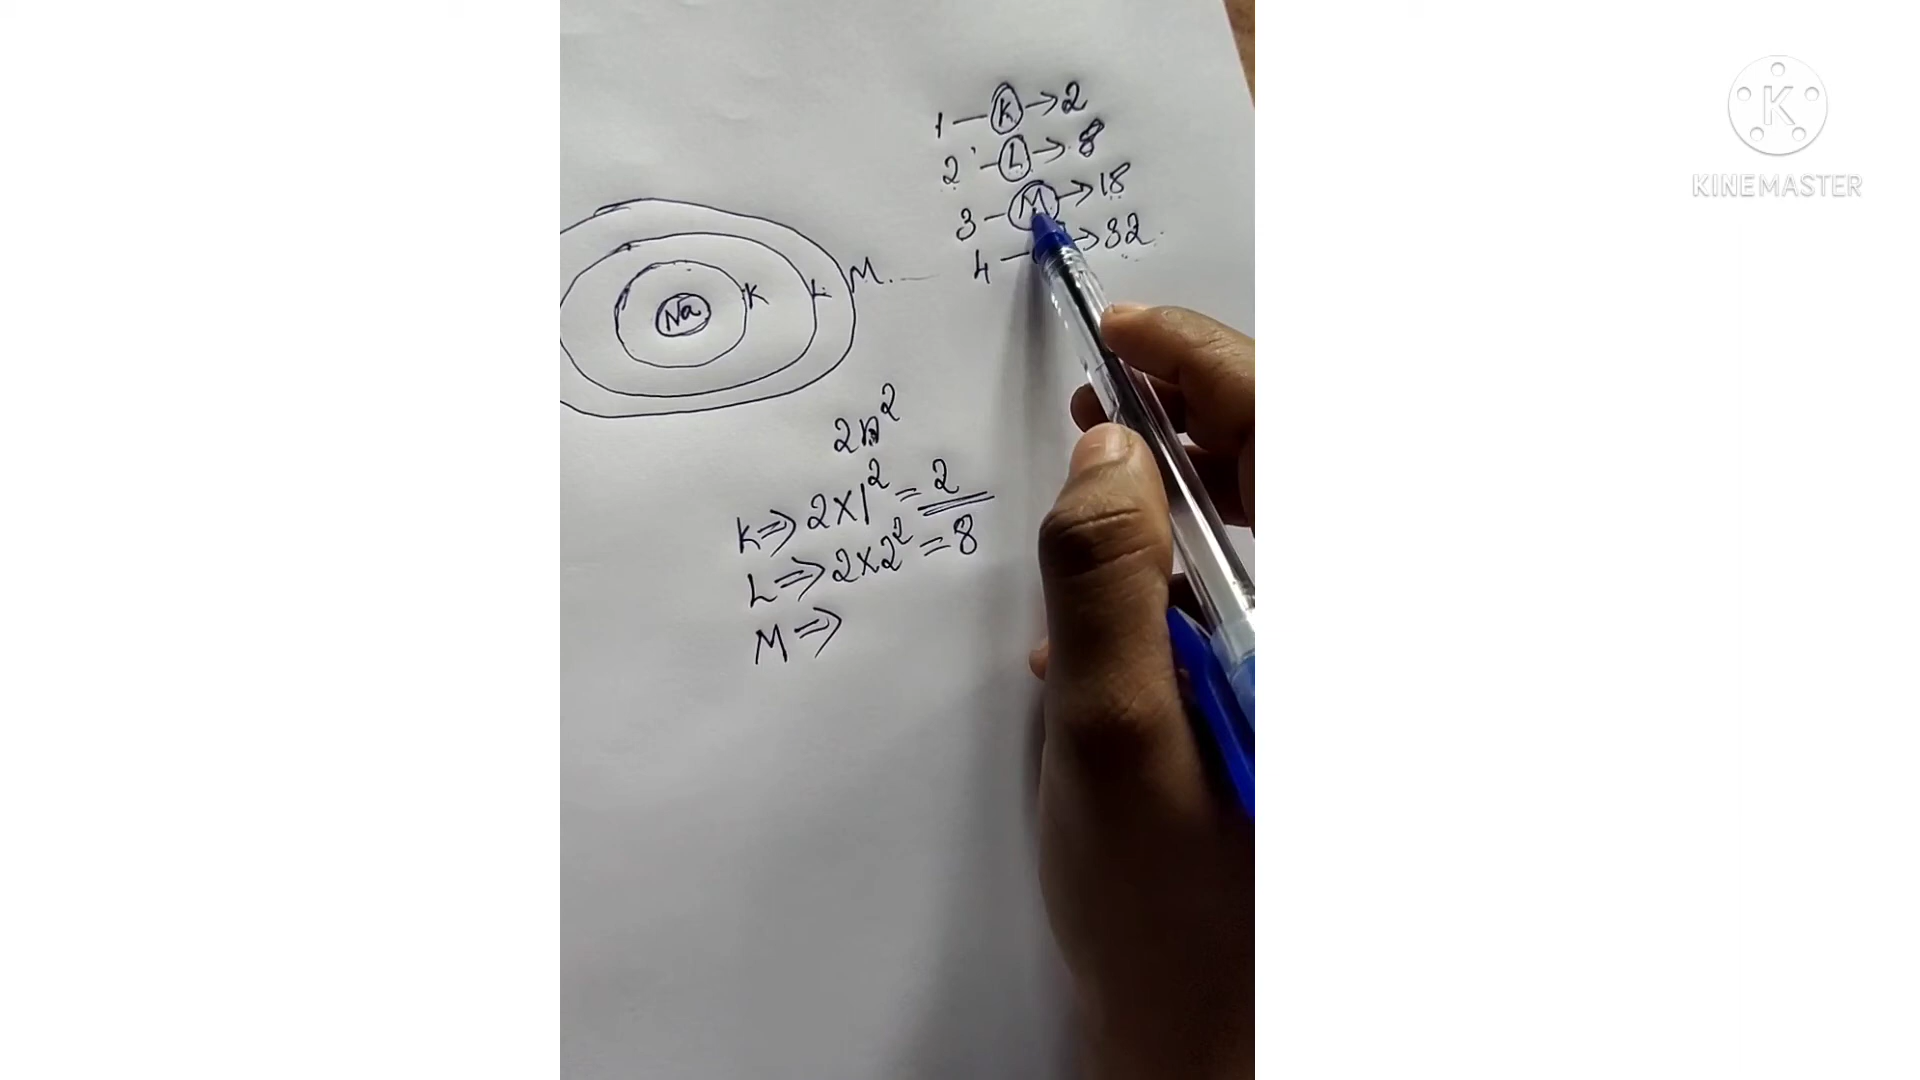 1 — K → 2
2 — L → 8
3 — M → 18
4 — → 32
Na K L M
2n²
K ⇒ 2×1² = 2
L ⇒ 2×2² = 8
M ⇒
K
KINEMASTER